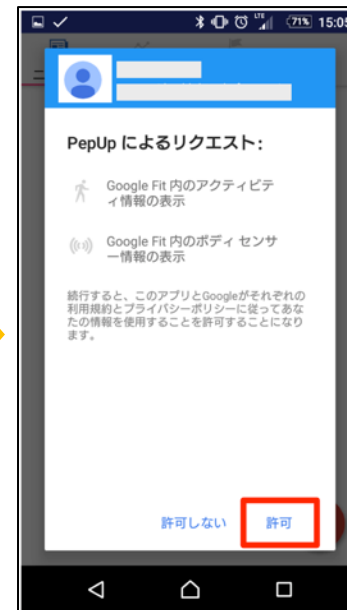 LTE
71% 15:05
PepUp によるリクエスト:
Google Fit 内のアクティビテ
ィ情報の表示
Google Fit 内のボディ センサ
ー情報の表示
続行すると、このアプリとGoogleがそれぞれの
利用規約とプライバシーポリシーに従ってあな
たの情報を使用することを許可することになり
ます。
許可しない 許可